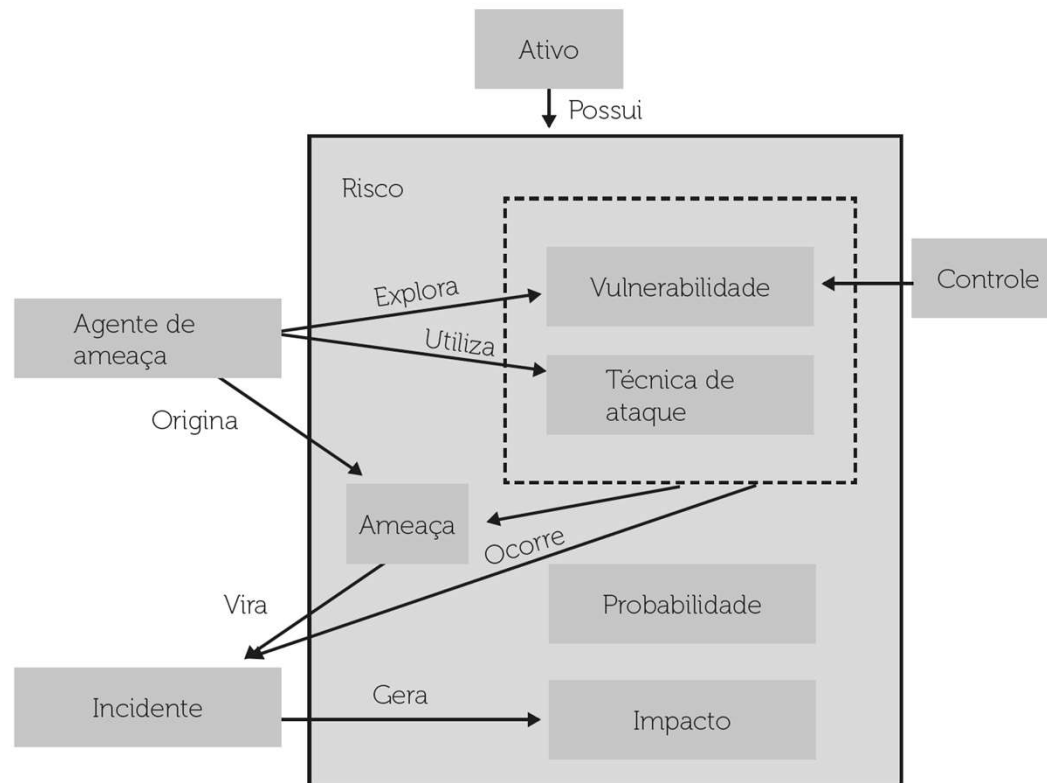 Ativo
Possui
Risco
Vulnerabilidade
Controle
Explora
Agente de
ameaça
Utiliza
Técnica de
ataque
Origina
Ameaça
Ocorre
Vira
Probabilidade
Incidente
Gera
Impacto